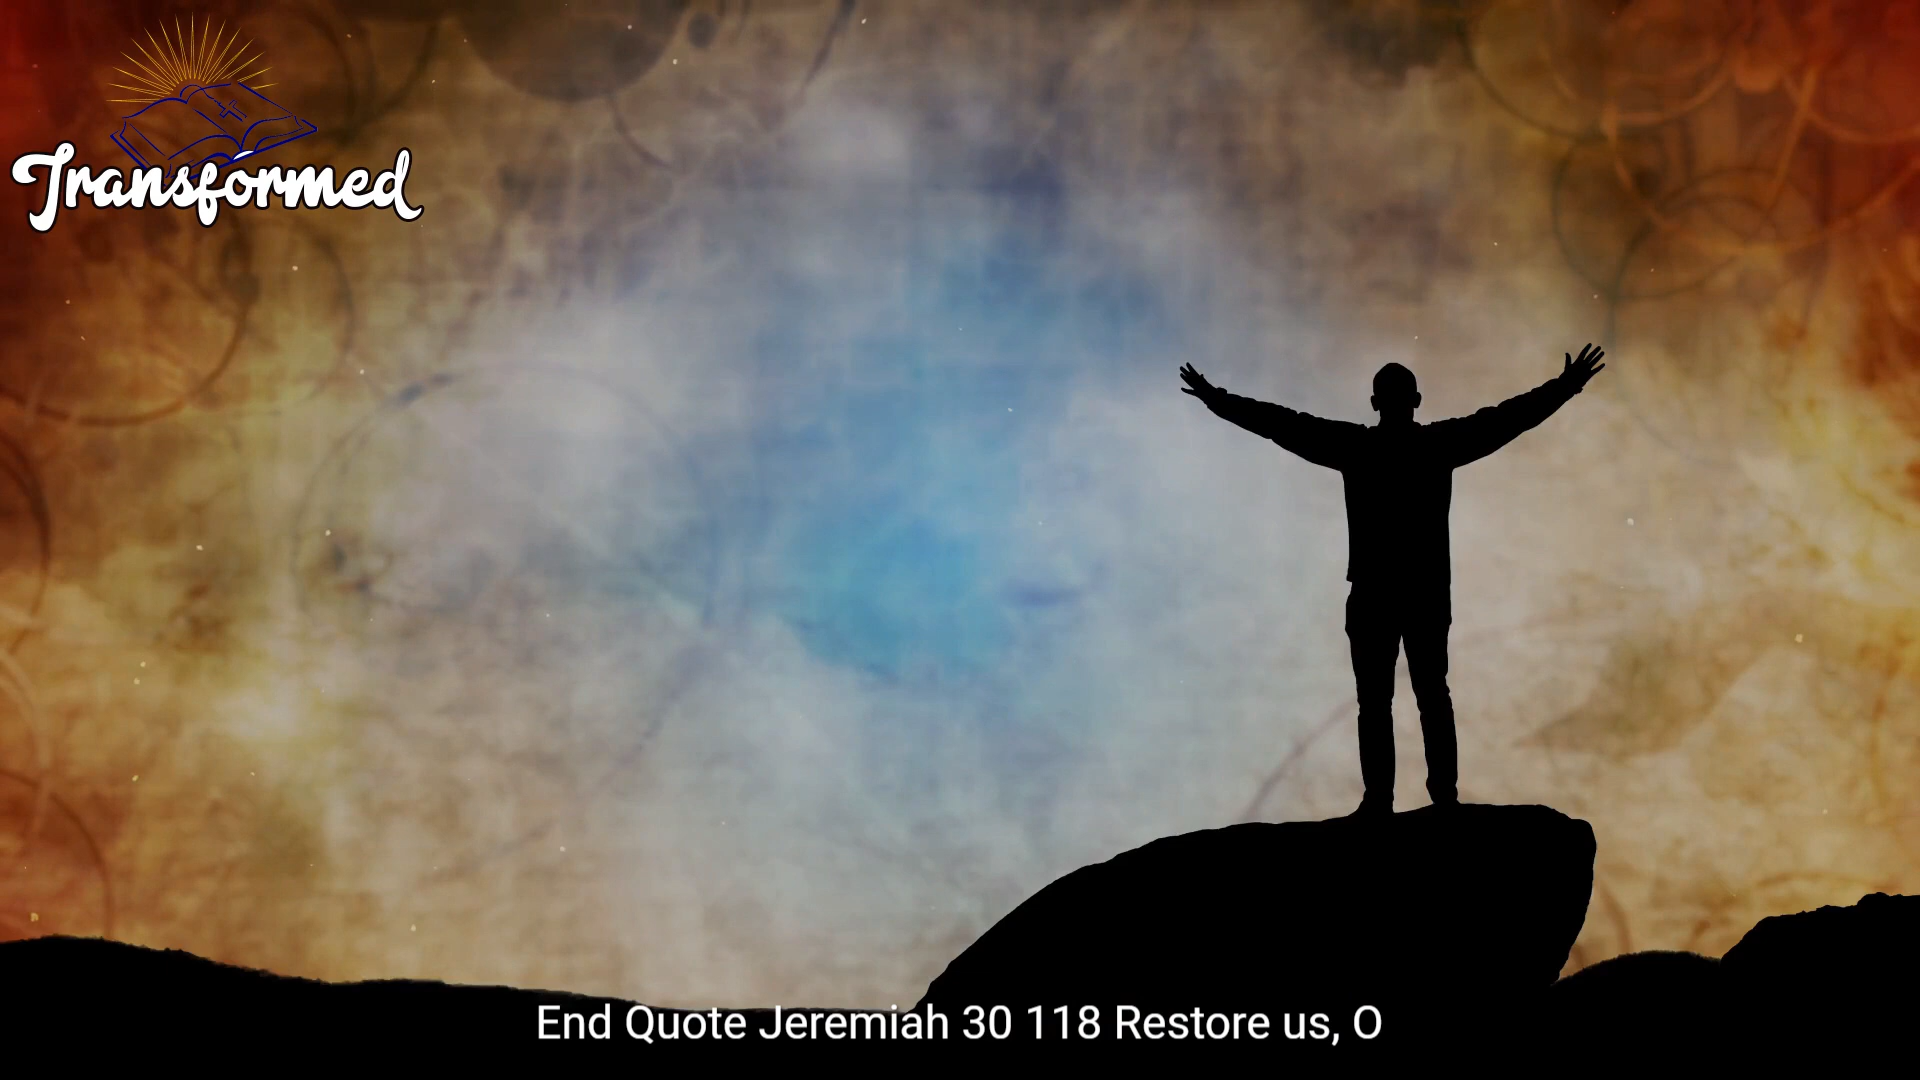 Transformed
End Quote Jeremiah 30 118 Restore us, O